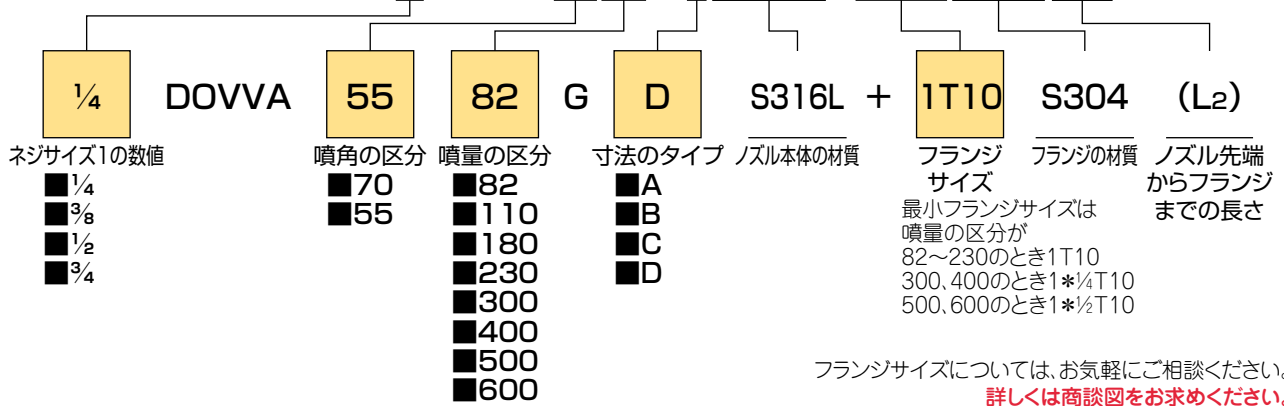 ¼ DOVVA 55 82 G D S316L + 1T10 S304 (L2)
ネジサイズ1の数値
■¼
■⅜
■½
■¾
噴角の区分
■70
■55
噴量の区分
■82
■110
■180
■230
■300
■400
■500
■600
寸法のタイプ
■A
■B
■C
■D
ノズル本体の材質
フランジ
サイズ
最小フランジサイズは
噴量の区分が
82〜230のとき1T10
300、400のとき1*¼T10
500、600のとき1*½T10
フランジの材質
ノズル先端
からフランジ
までの長さ
フランジサイズについては、お気軽にご相談ください。
詳しくは商談図をお求めください。